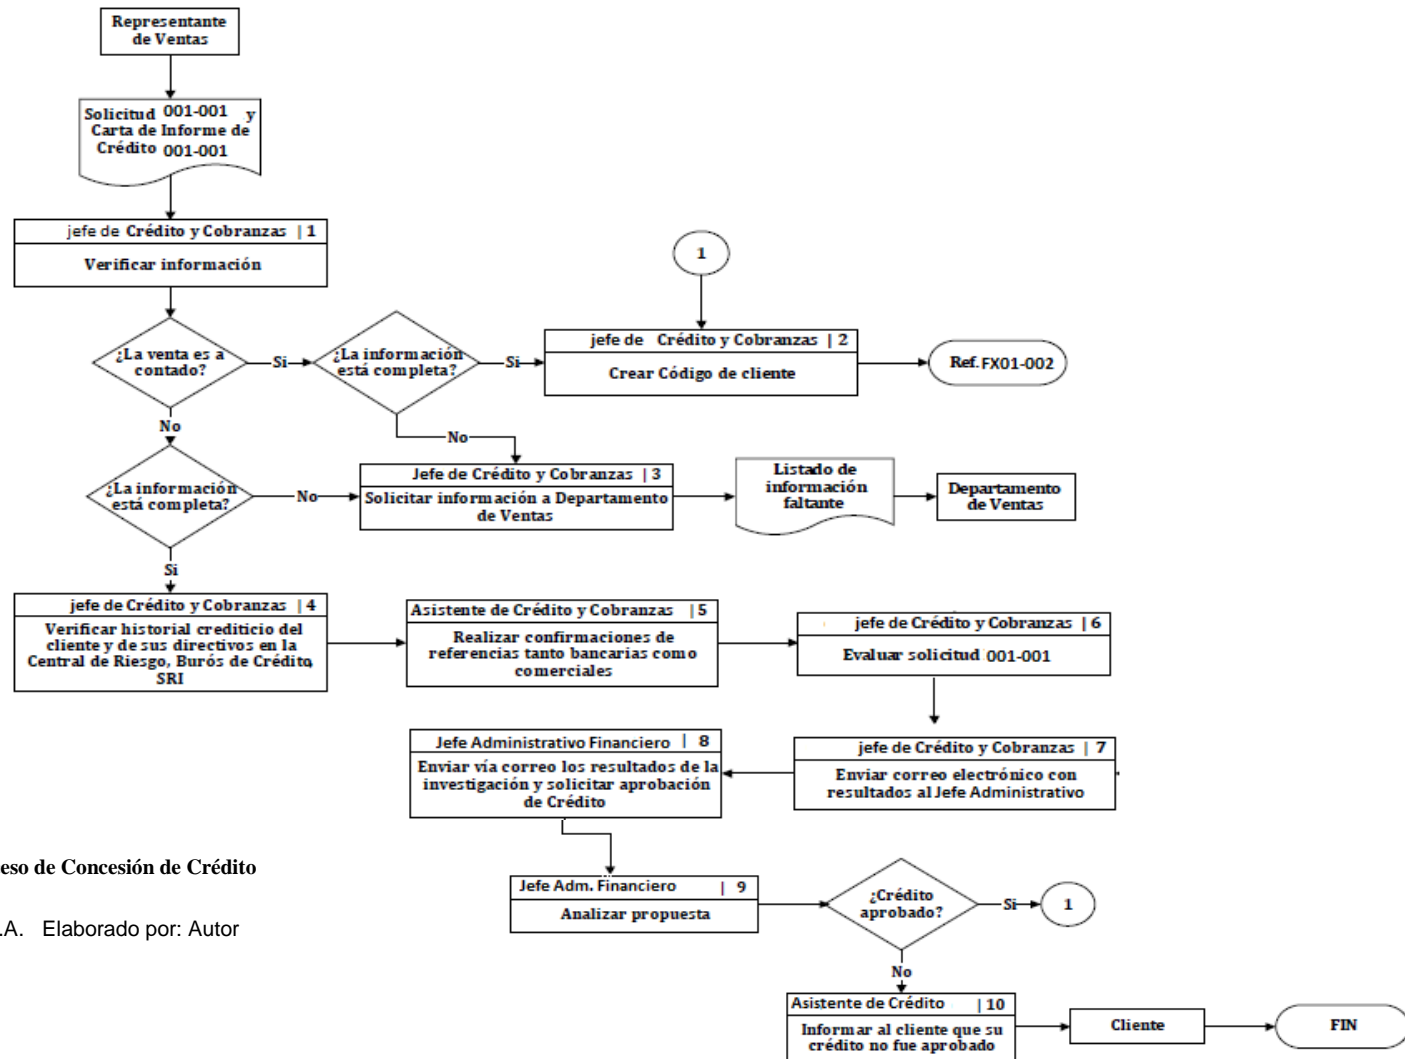 Representante
de Ventas
Solicitud 001-001 y
Carta de Informe de
Crédito 001-001
jefe de Crédito y Cobranzas | 1
Verificar información
1
¿La venta es a
contado?
Si
¿La información
está completa?
Si
jefe de Crédito y Cobranzas | 2
Crear Código de cliente
Ref. FX01-002
No
No
¿La información
está completa?
No
Jefe de Crédito y Cobranzas | 3
Solicitar información a Departamento
de Ventas
Listado de
información
faltante
Departamento
de Ventas
Si
jefe de Crédito y Cobranzas | 4
Verificar historial crediticio del
cliente y de sus directivos en la
Central de Riesgo, Burós de Crédito,
SRI
Asistente de Crédito y Cobranzas | 5
Realizar confirmaciones de
referencias tanto bancarias como
comerciales
jefe de Crédito y Cobranzas | 6
Evaluar solicitud 001-001
jefe de Crédito y Cobranzas | 7
Enviar correo electrónico con
resultados al Jefe Administrativo
Jefe Administrativo Financiero | 8
Enviar vía correo los resultados de la
investigación y solicitar aprobación
de Crédito
eso de Concesión de Crédito
Jefe Adm. Financiero | 9
Analizar propuesta
¿Crédito
aprobado?
Si
1
.A. Elaborado por: Autor
No
Asistente de Crédito | 10
Informar al cliente que su
crédito no fue aprobado
Cliente
FIN